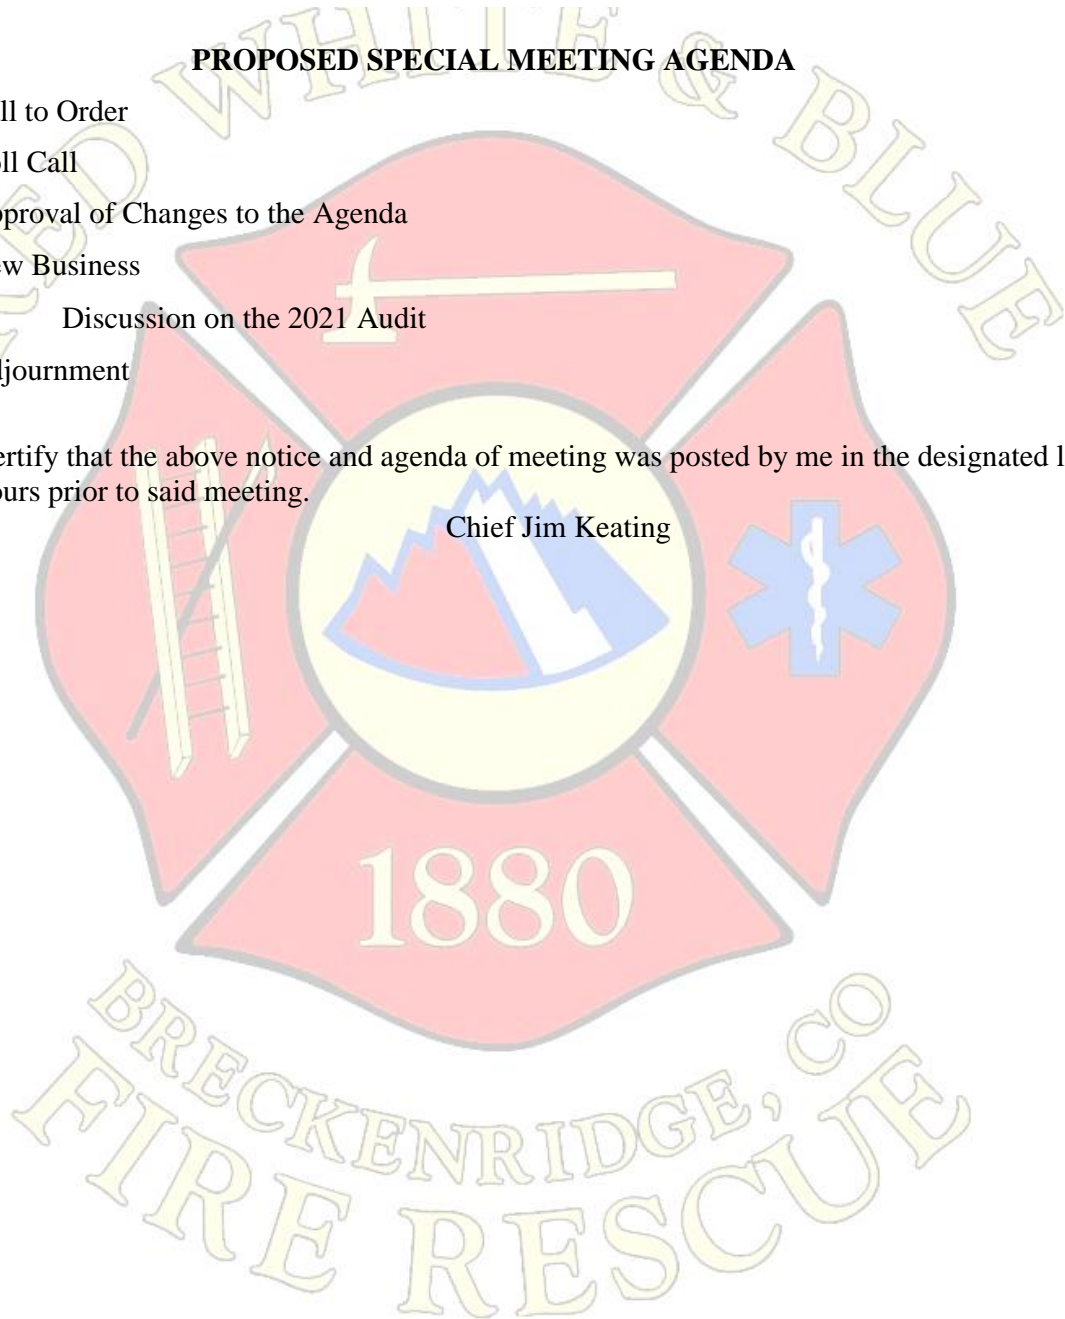 PROPOSED SPECIAL MEETING AGENDA
ll to Order
ll Call
proval of Changes to the Agenda
w Business
Discussion on the 2021 Audit
journment
ertify that the above notice and agenda of meeting was posted by me in the designated l
ours prior to said meeting.
Chief Jim Keating
RED WHITE & BLUE
1880
BRECKENRIDGE, CO
FIRE RESCUE